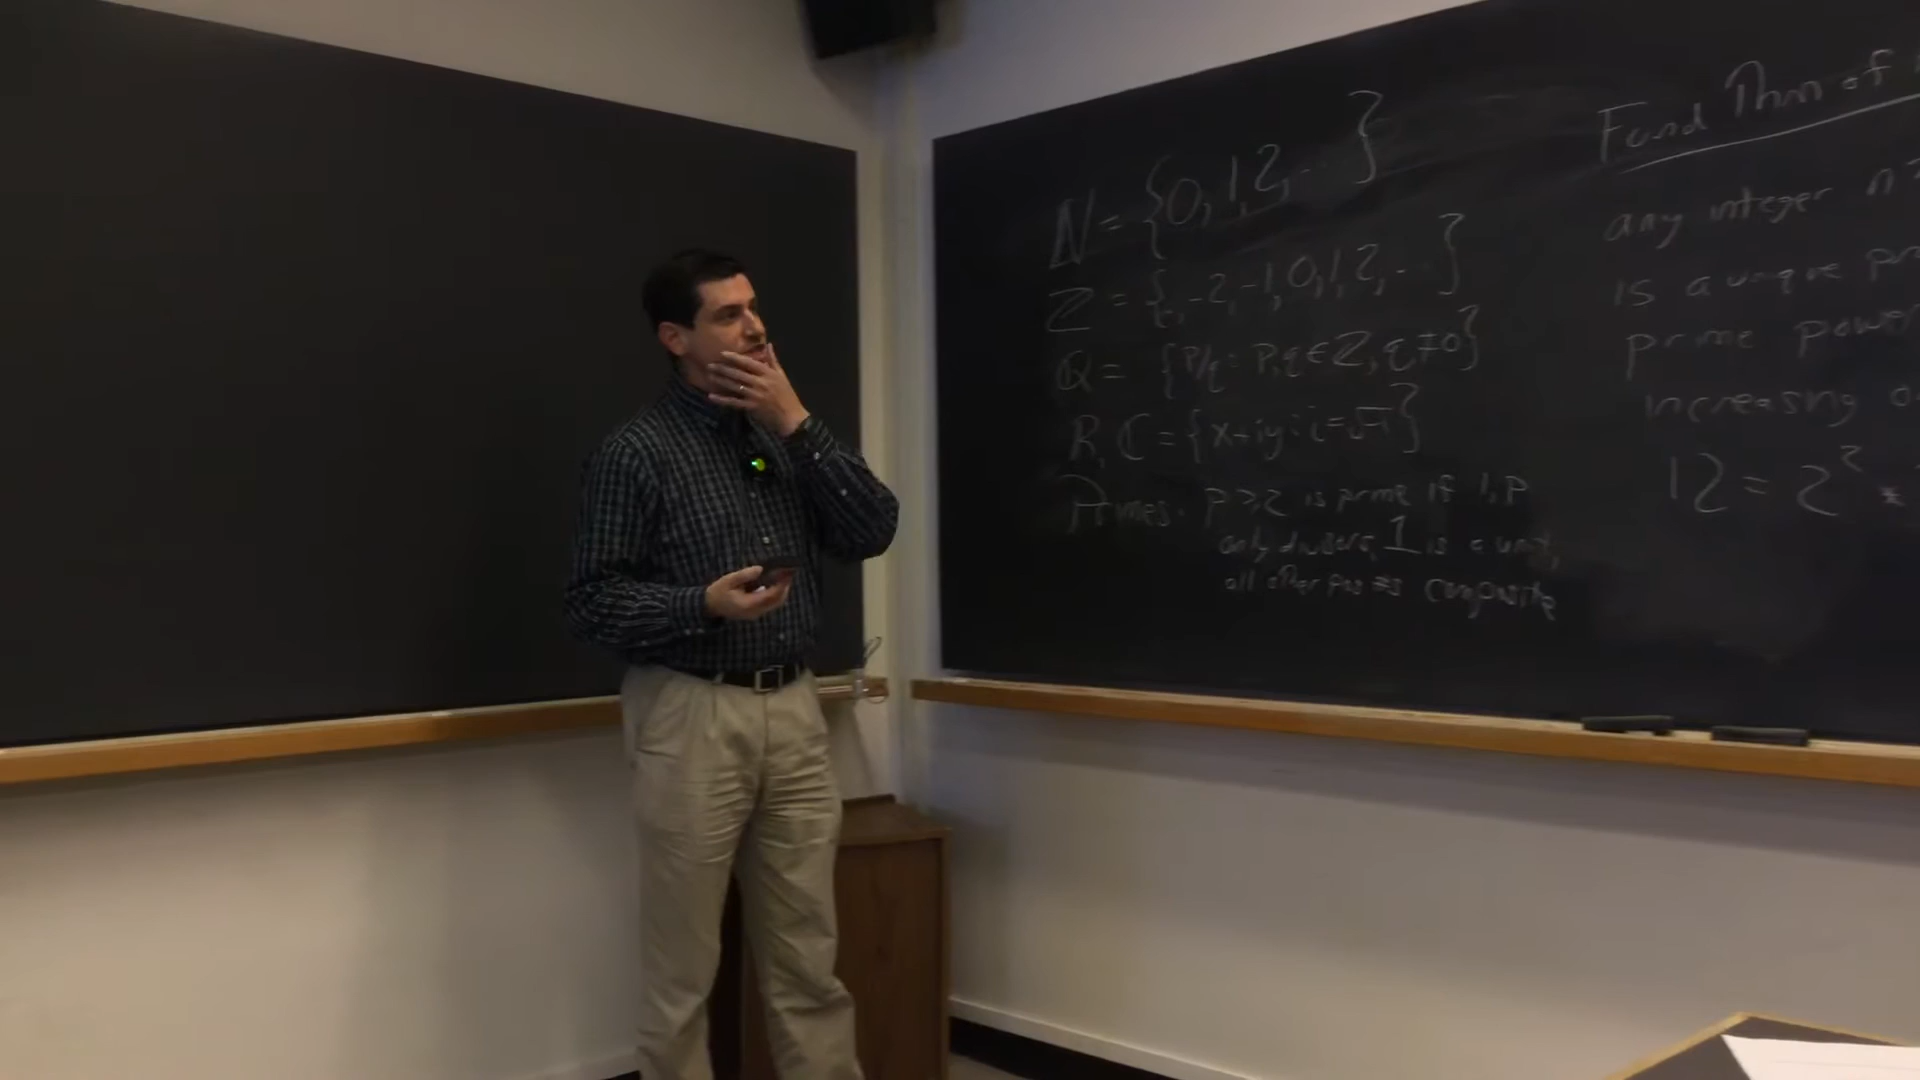 N = {0, 1, 2, ... }
Z = {.., -2, -1, 0, 1, 2, ... }
Q = {P/q : P, q ∈ Z, q ≠ 0}
R, C = {x + iy : i = √-1}
Primes: P ≥ 2 is prime if 1, P
only divisors, 1 is a unit,
all other pos #s composite
Fund Thm of
any integer n
is a unique
prime power
increasing
12 = 2² *